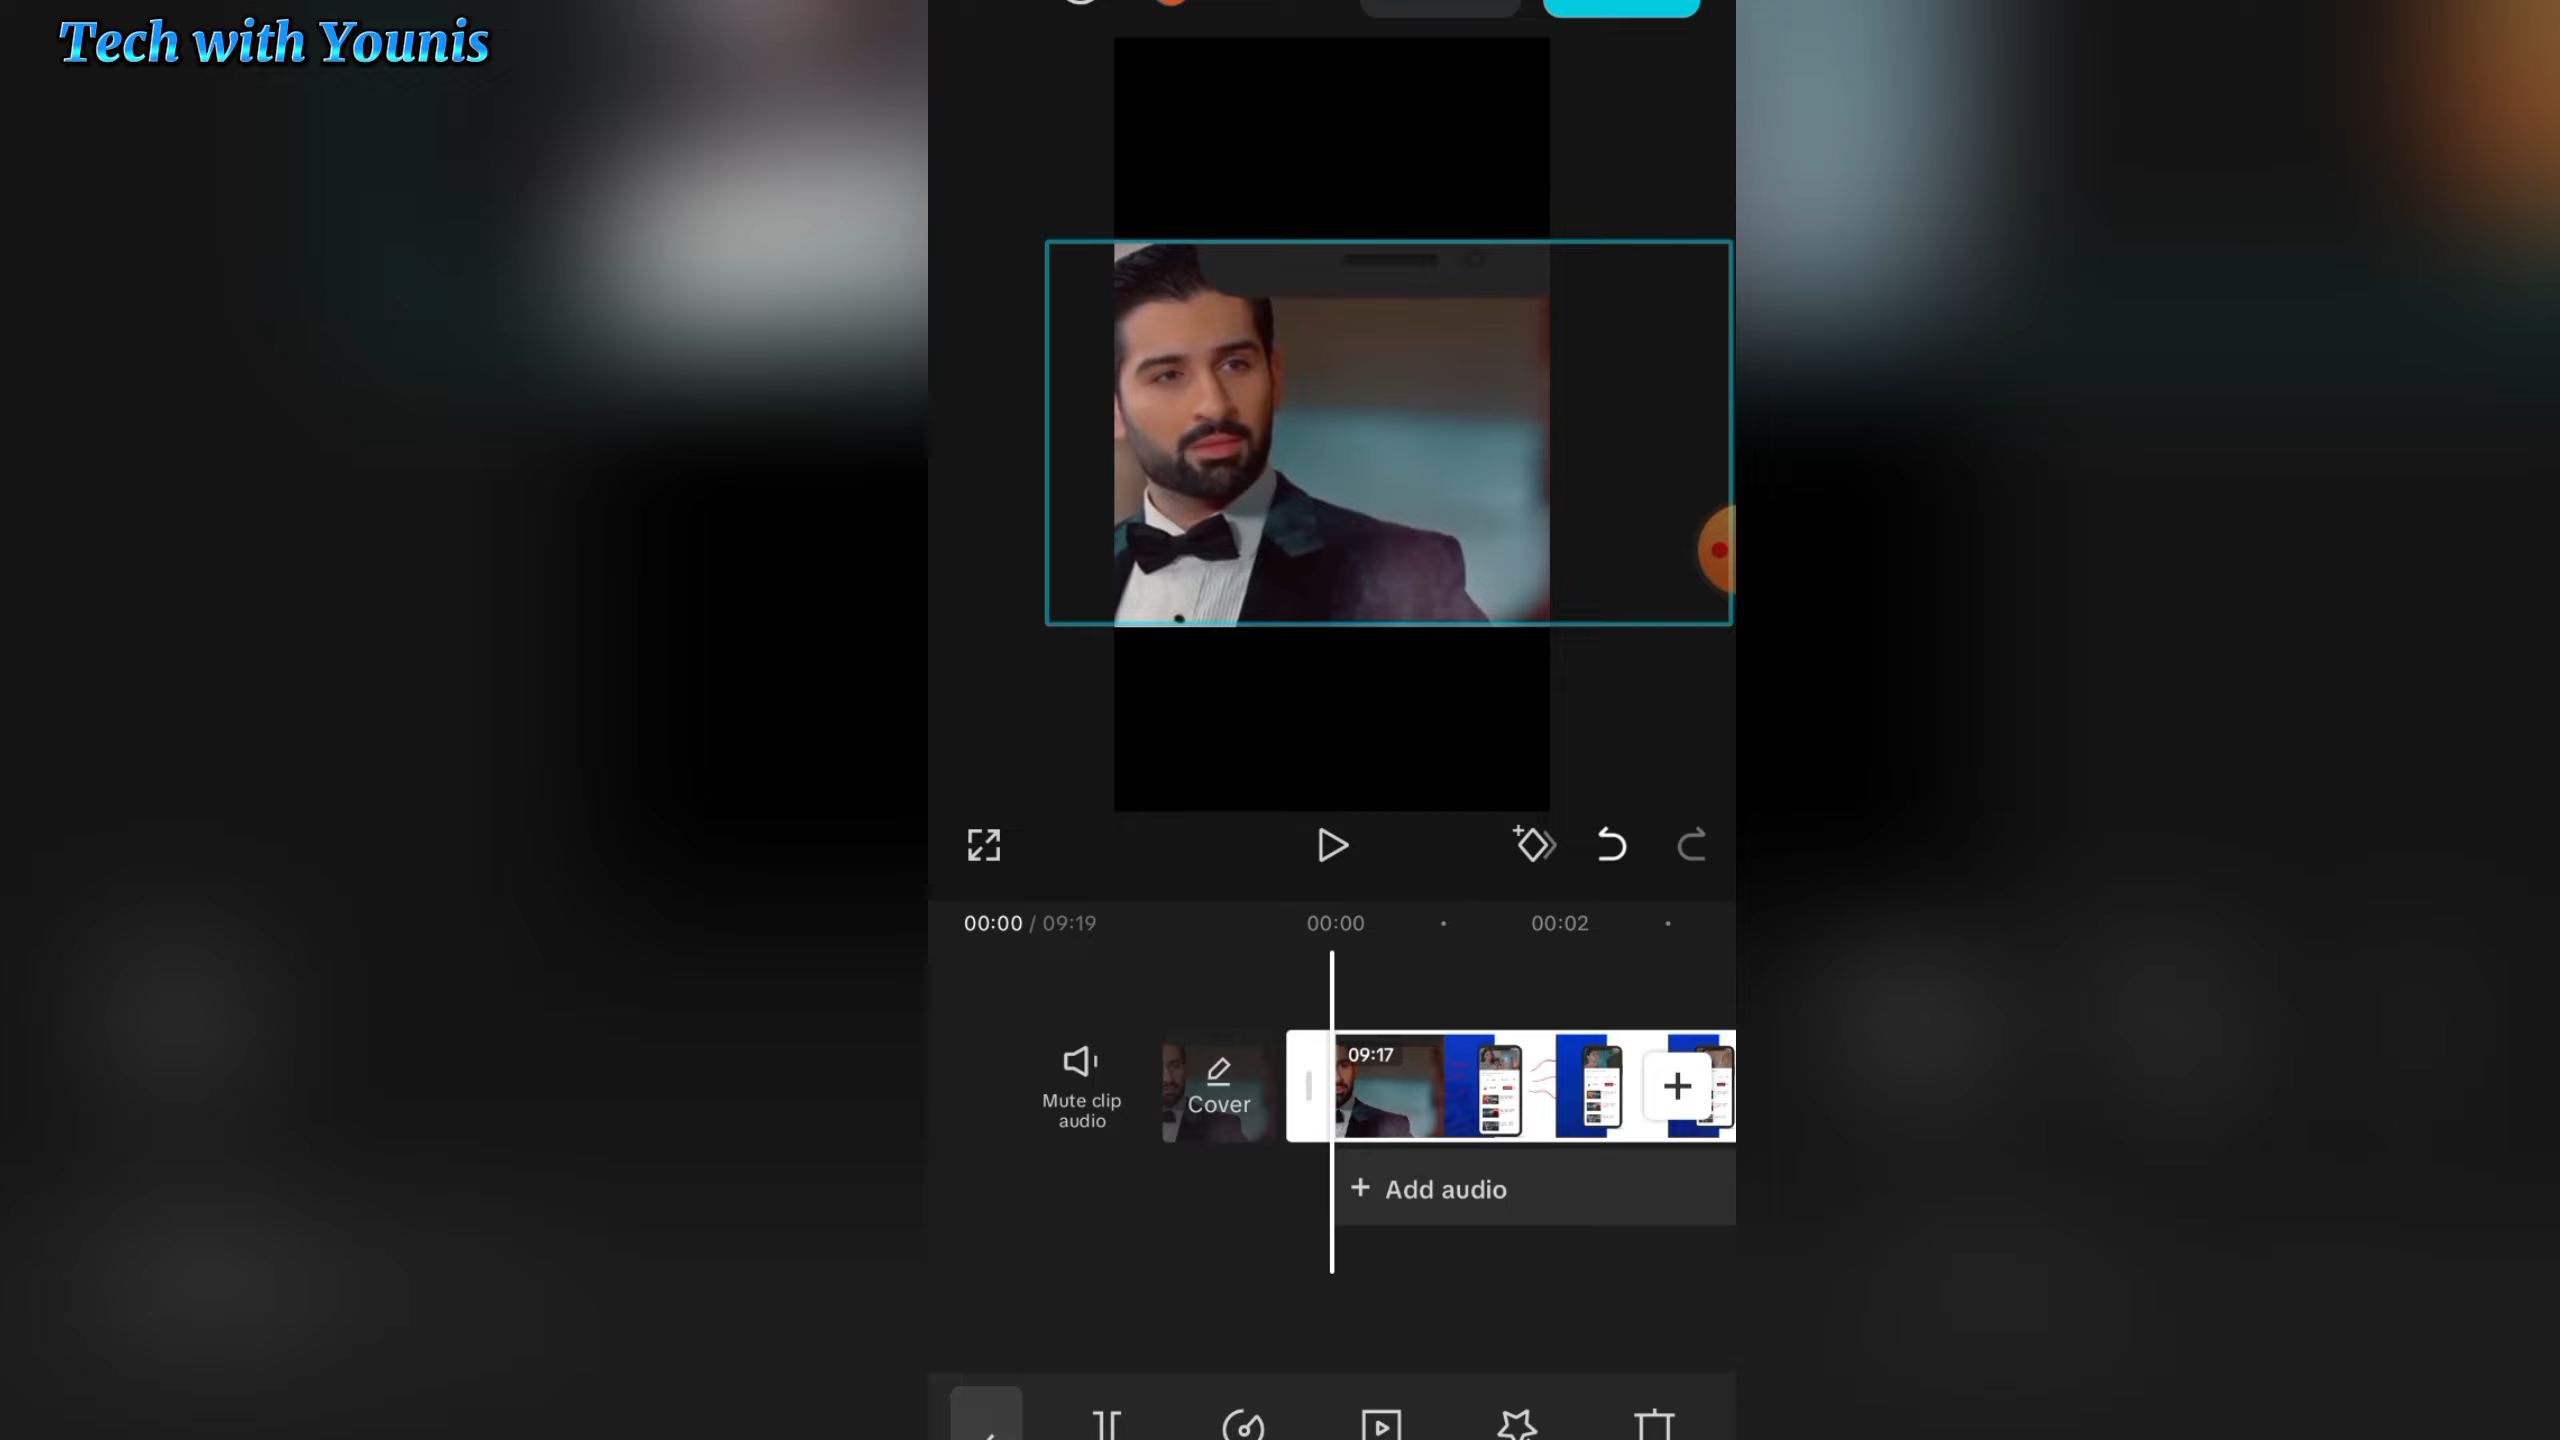 Tech with Younis
00:00 / 09:19
00:00
00:02
Mute clip
audio
Cover
09:17
+ Add audio